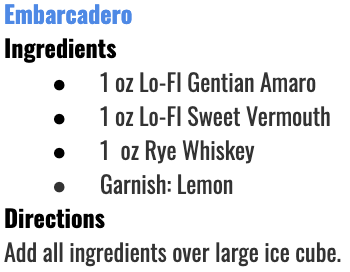 Embarcadero
Ingredients
● 1 oz Lo-FI Gentian Amaro
● 1 oz Lo-FI Sweet Vermouth
● 1  oz Rye Whiskey
● Garnish: Lemon
Directions
Add all ingredients over large ice cube.